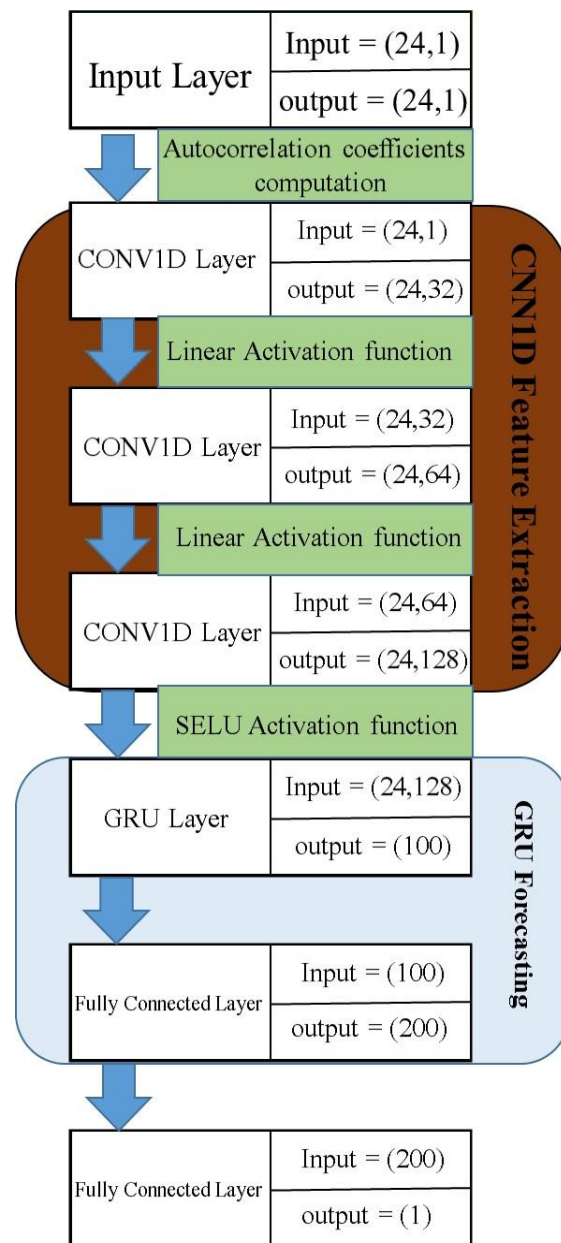 Input Layer
Input = (24,1)
output = (24,1)
Autocorrelation coefficients
computation
CONV1D Layer
Input = (24,1)
output = (24,32)
Linear Activation function
CONV1D Layer
Input = (24,32)
output = (24,64)
Linear Activation function
CONV1D Layer
Input = (24,64)
output = (24,128)
CNN1D Feature Extraction
SELU Activation function
GRU Layer
Input = (24,128)
output = (100)
Fully Connected Layer
Input = (100)
output = (200)
GRU Forecasting
Fully Connected Layer
Input = (200)
output = (1)